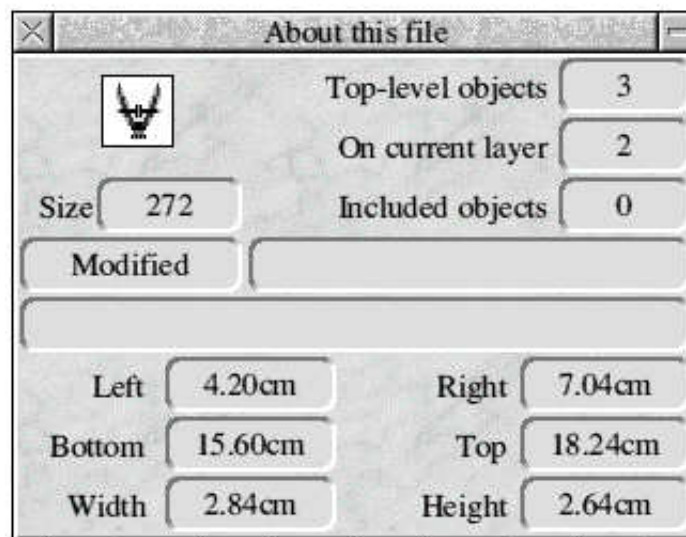 About this file
Top-level objects 3
On current layer 2
Size 272 Included objects 0
Modified
Left 4.20cm Right 7.04cm
Bottom 15.60cm Top 18.24cm
Width 2.84cm Height 2.64cm